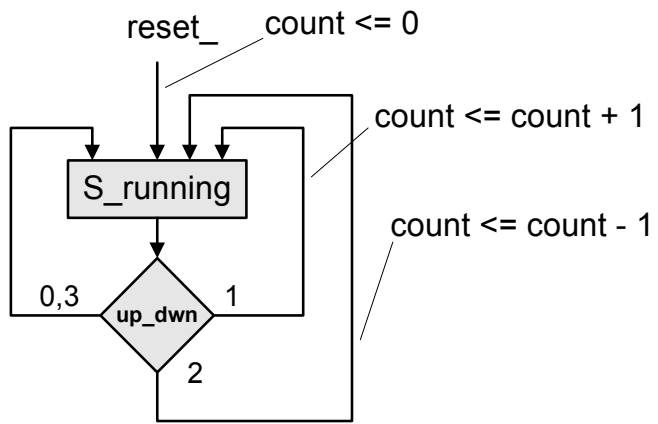 reset_
count <= 0
count <= count + 1
S_running
count <= count - 1
0,3
up_dwn
1
2